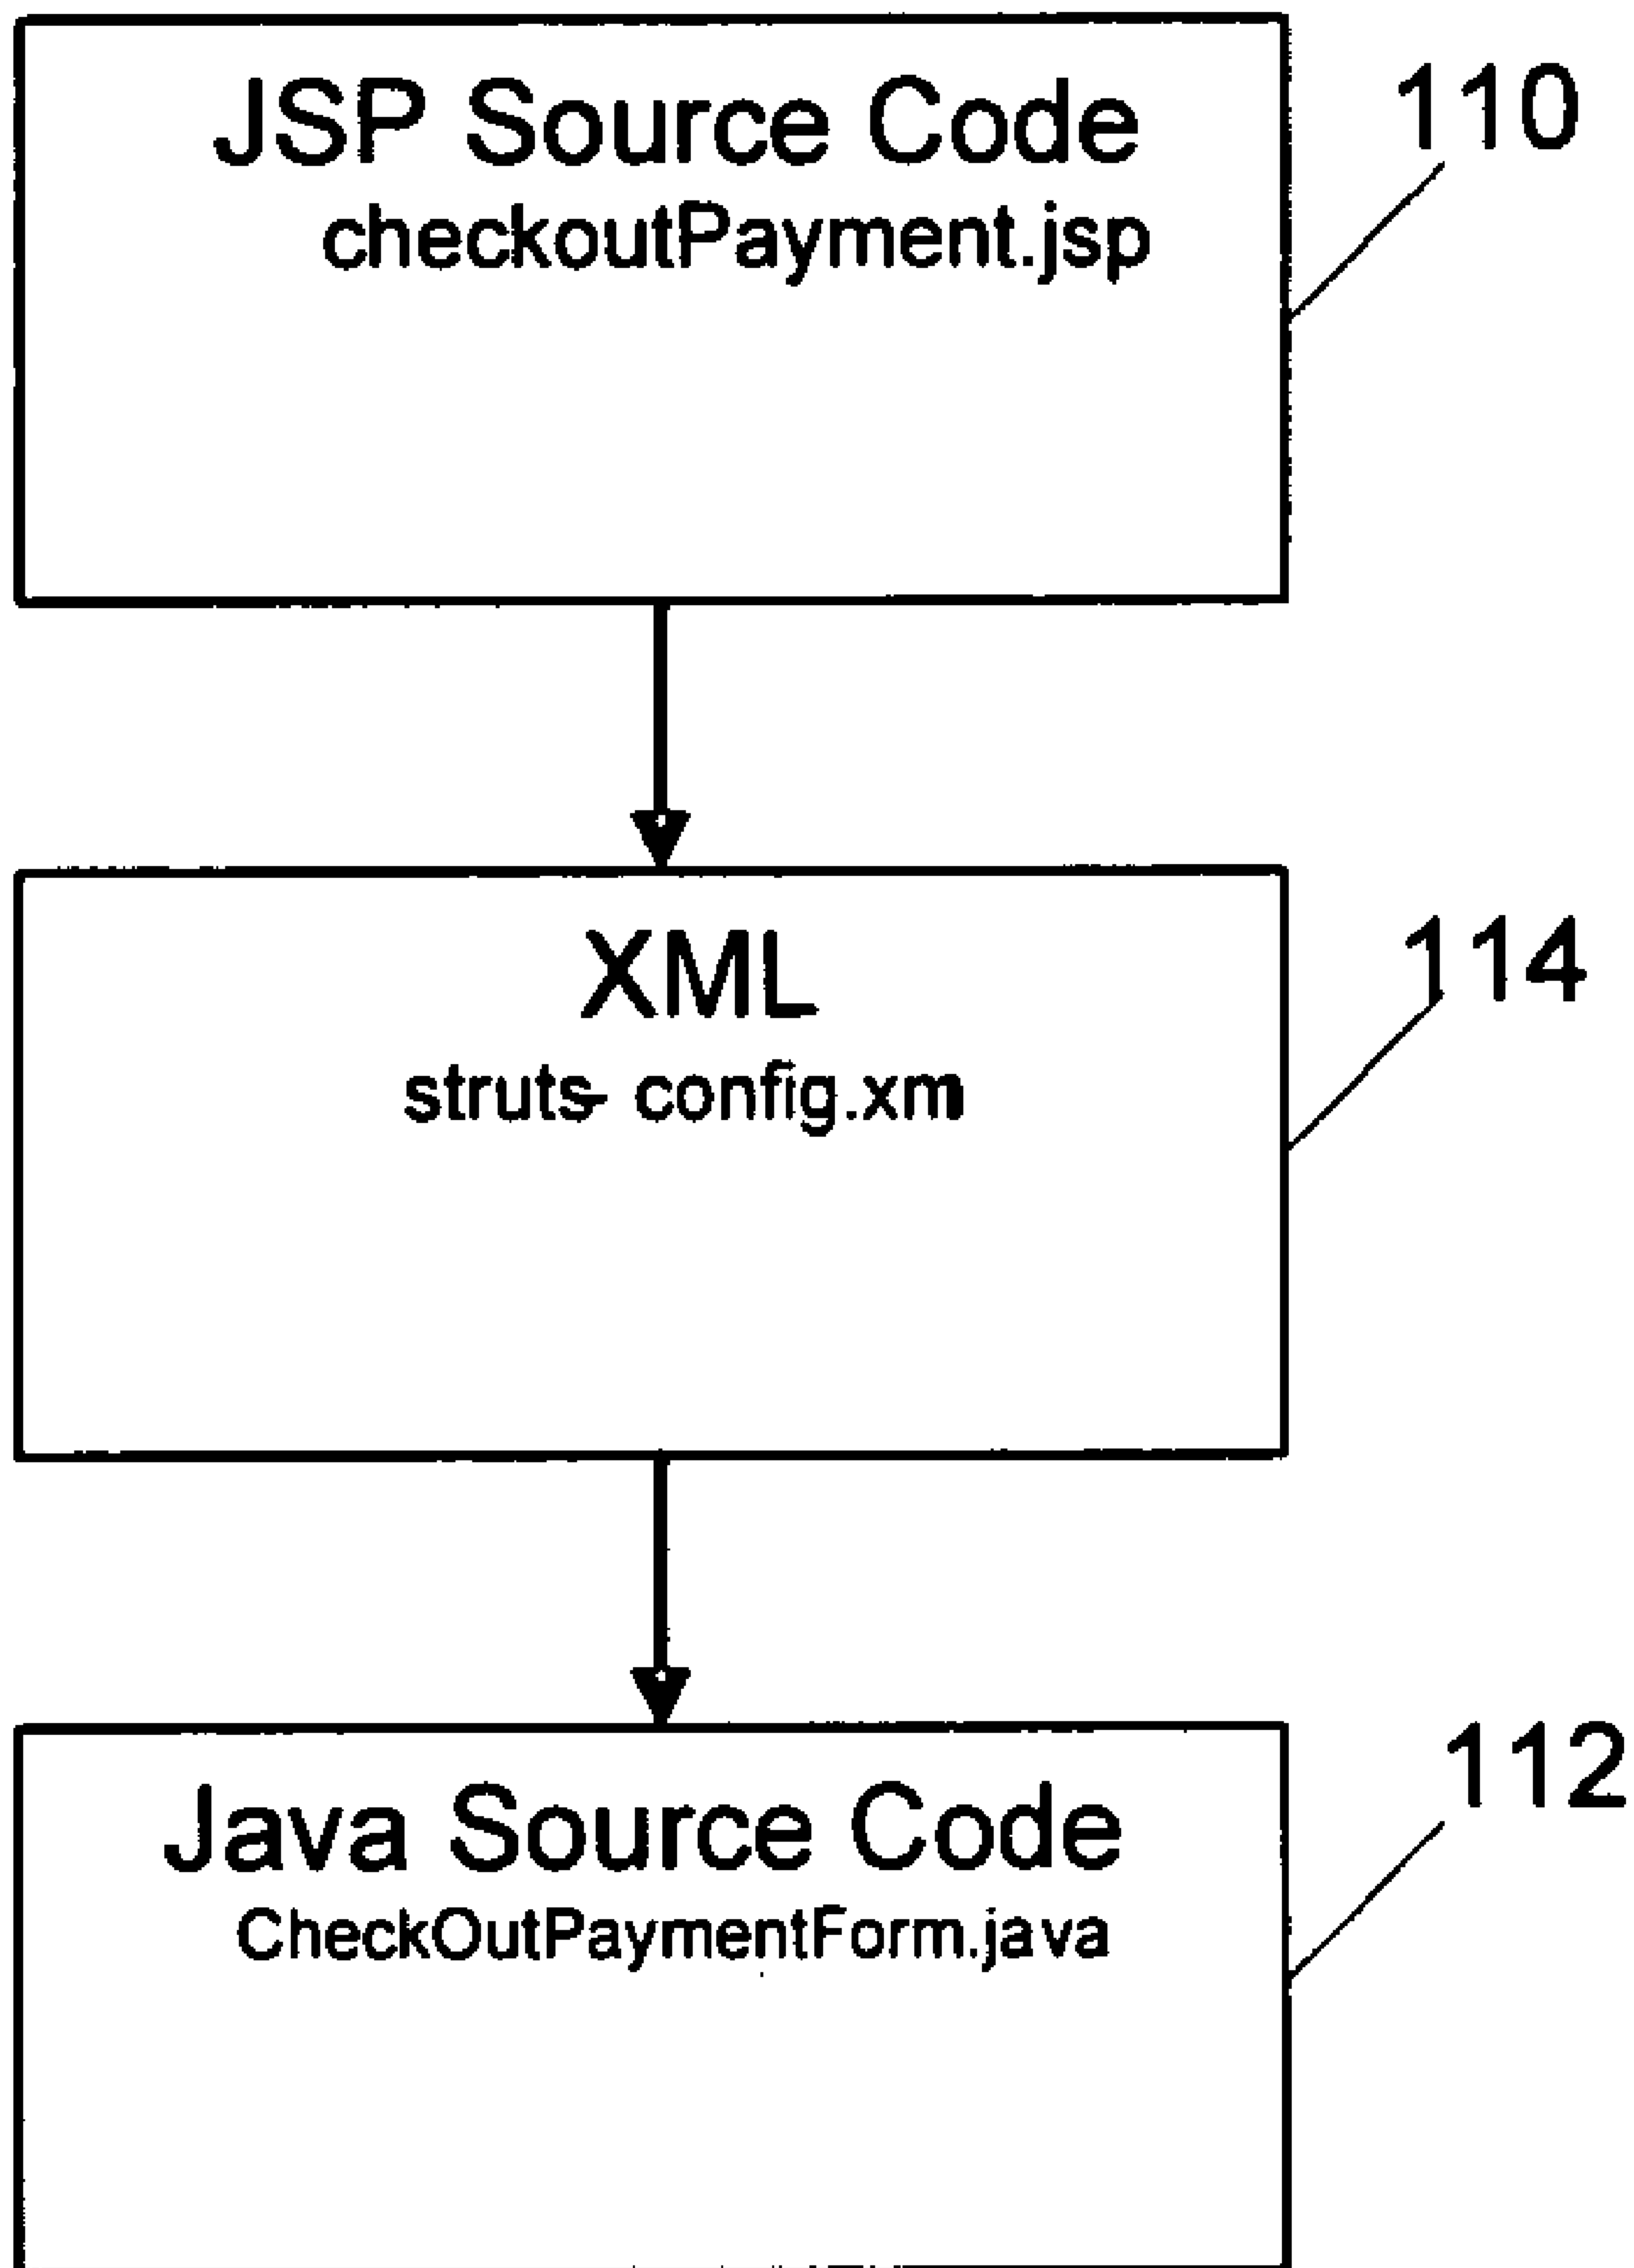 JSP Source Code
110
checkoutPayment.jsp
XML
114
struts- config.xm
Java Source Code
112
CheckOutPaymentForm.java